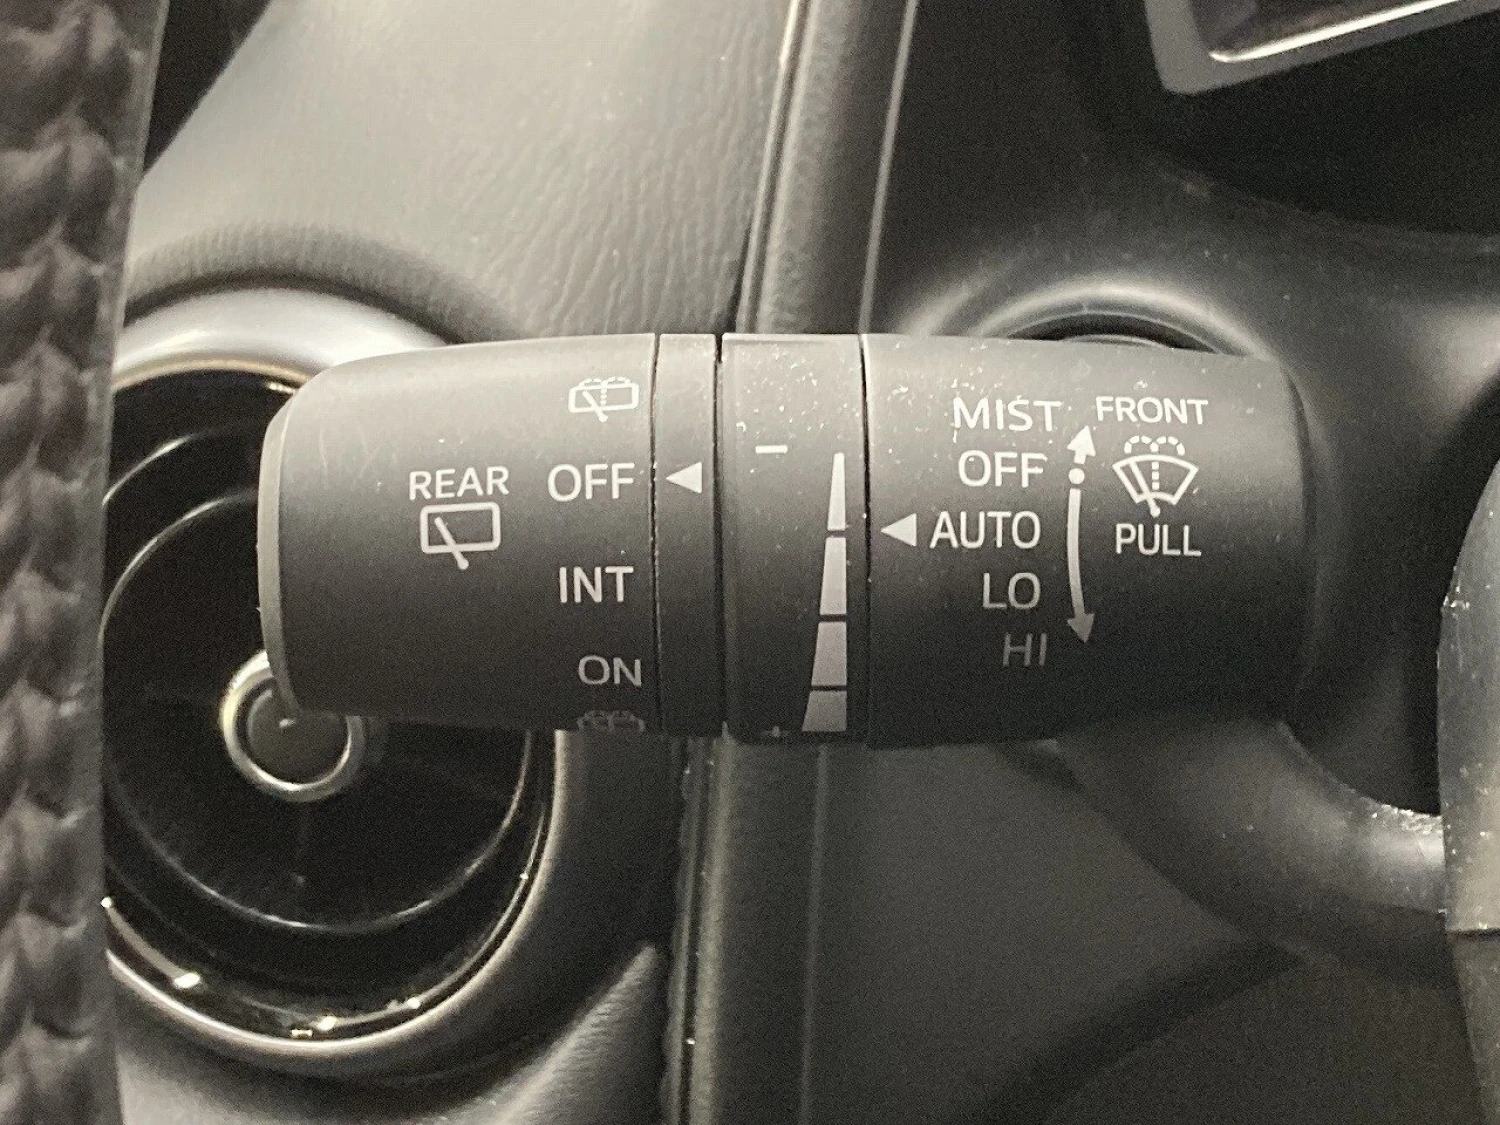 REAR
OFF
INT
ON
−
+
MIST
OFF
AUTO
LO
HI
FRONT
PULL